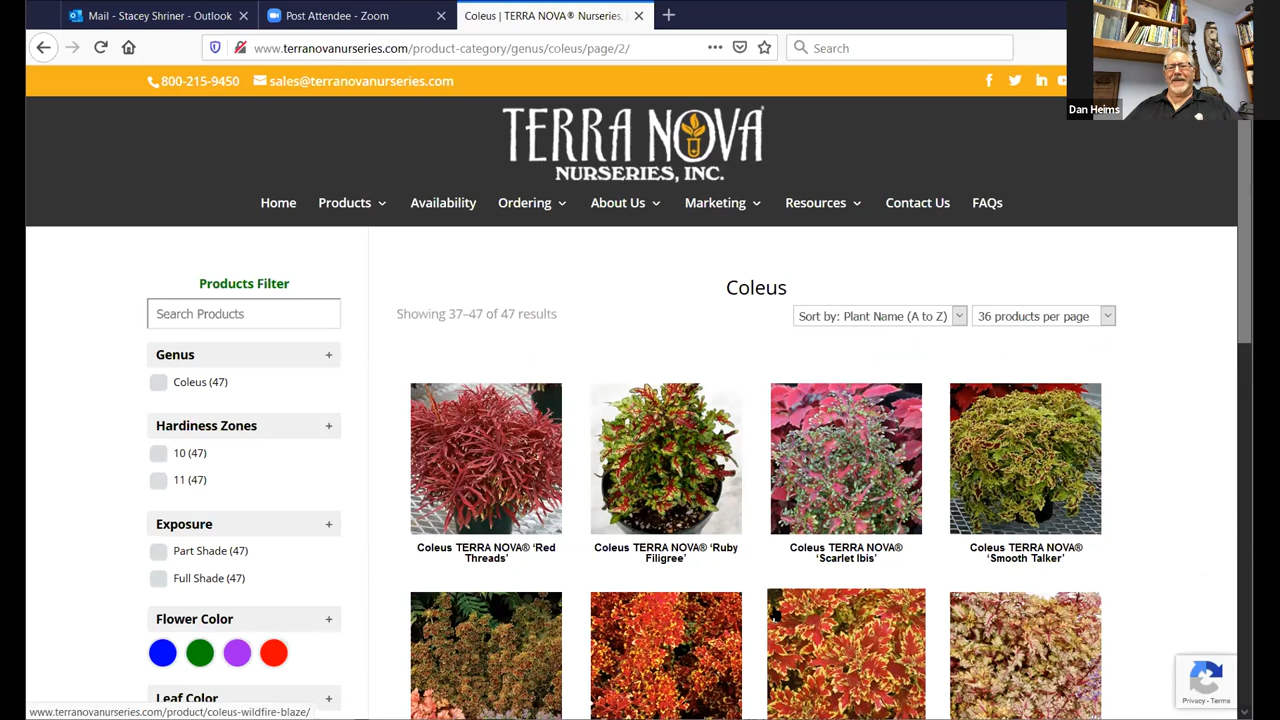 Mail - Stacey Shriner - Outlook
Post Attendee - Zoom
Coleus | TERRA NOVA® Nurseries,
www.terranovanurseries.com/product-category/genus/coleus/page/2/
Search
Dan Heims
800-215-9450
sales@terranovanurseries.com
TERRA NOVA®
NURSERIES, INC.
Home
Products
Availability
Ordering
About Us
Marketing
Resources
Contact Us
FAQs
Products Filter
Search Products
Genus +
Coleus (47)
Hardiness Zones +
10 (47)
11 (47)
Exposure +
Part Shade (47)
Full Shade (47)
Flower Color +
Leaf Color +
Coleus
Showing 37–47 of 47 results
Sort by: Plant Name (A to Z)
36 products per page
Coleus TERRA NOVA® ‘Red
Threads’
Coleus TERRA NOVA® ‘Ruby
Filigree’
Coleus TERRA NOVA®
‘Scarlet Ibis’
Coleus TERRA NOVA®
‘Smooth Talker’
Privacy - Terms
www.terranovanurseries.com/product/coleus-wildfire-blaze/